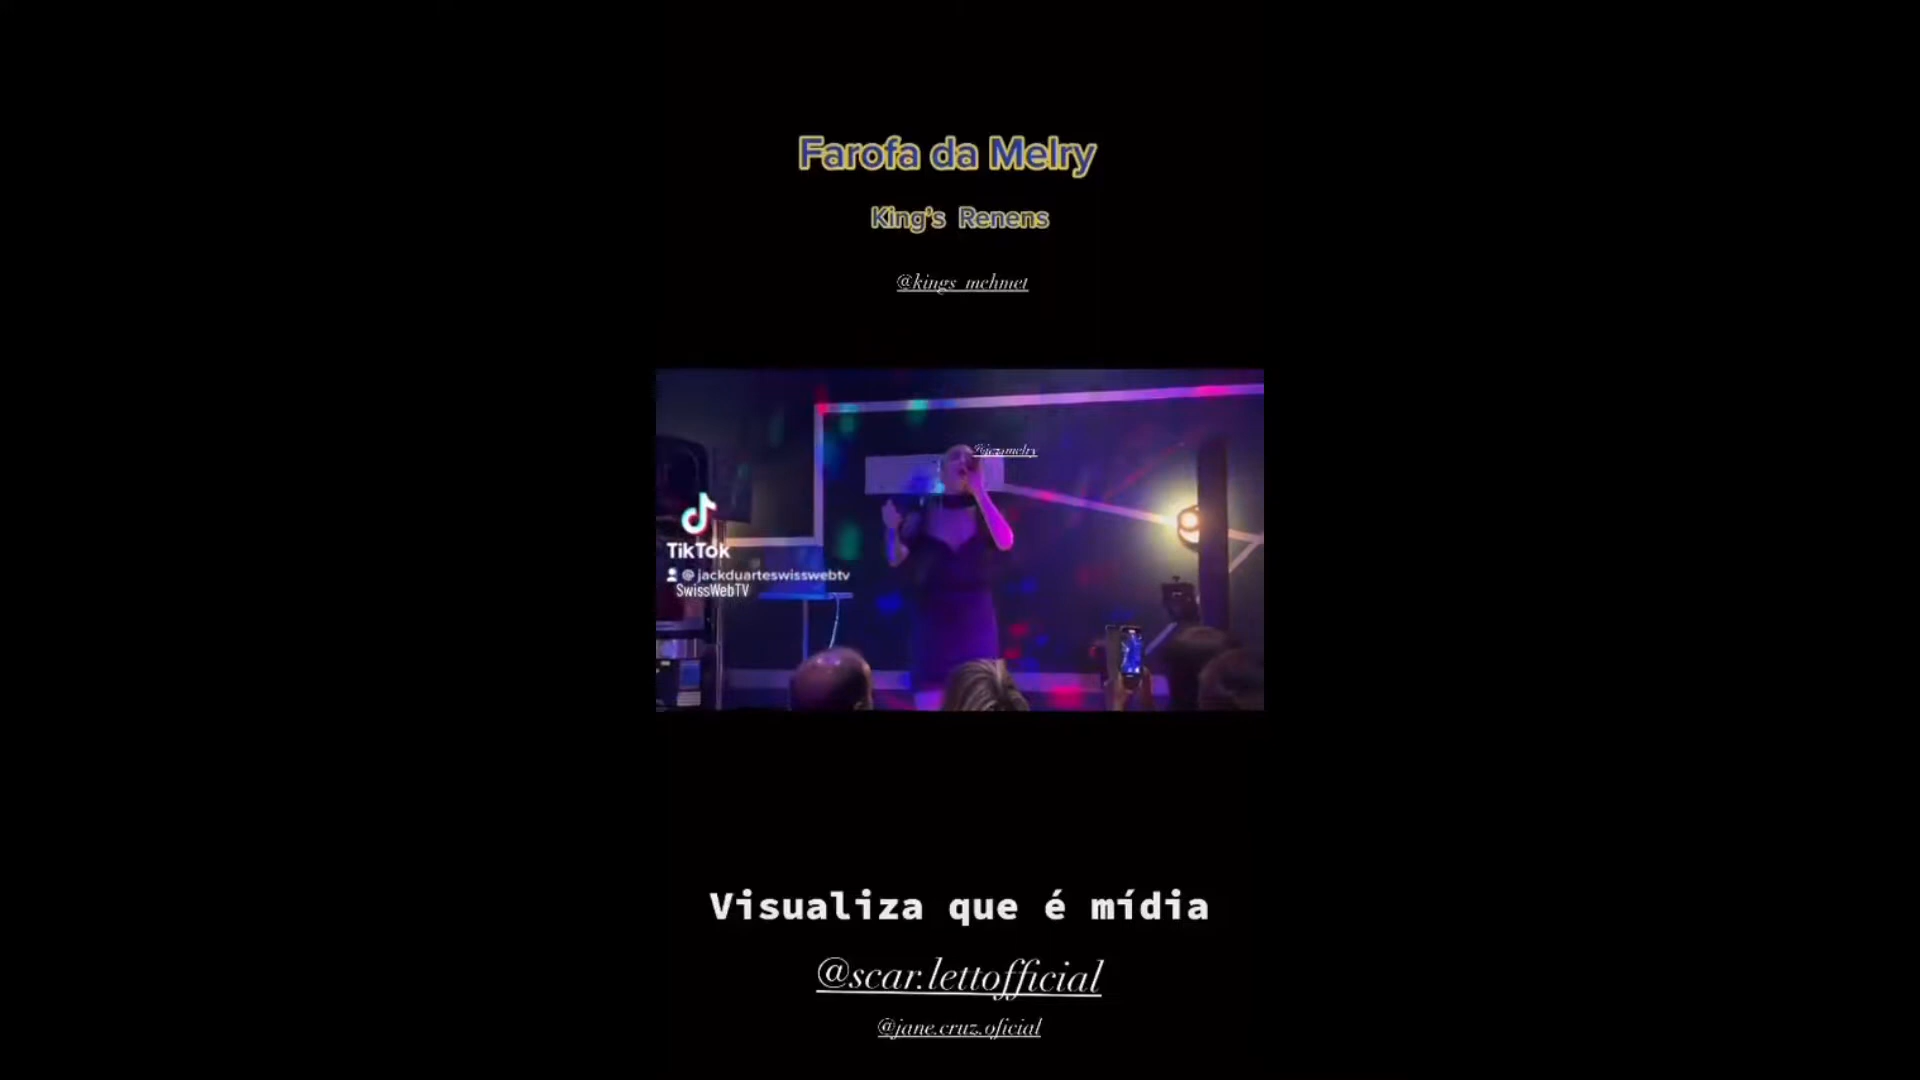 Farofa da Melry
King's Renens
@kings_mehmet
TikTok
@jackduarteswisswebtv
SwissWebTV
Visualiza que é mídia
@scar.lettofficial
@jane.cruz.oficial